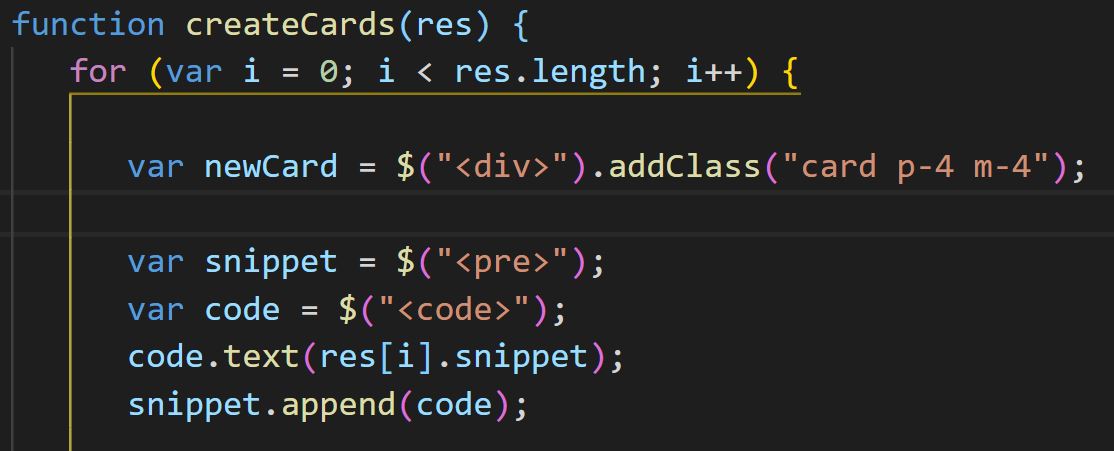 function createCards(res) {
for (var i = 0; i < res.length; i++) {
var newCard = $("<div>").addClass("card p-4 m-4");
var snippet = $("<pre>");
var code = $("<code>");
code.text(res[i].snippet);
snippet.append(code);